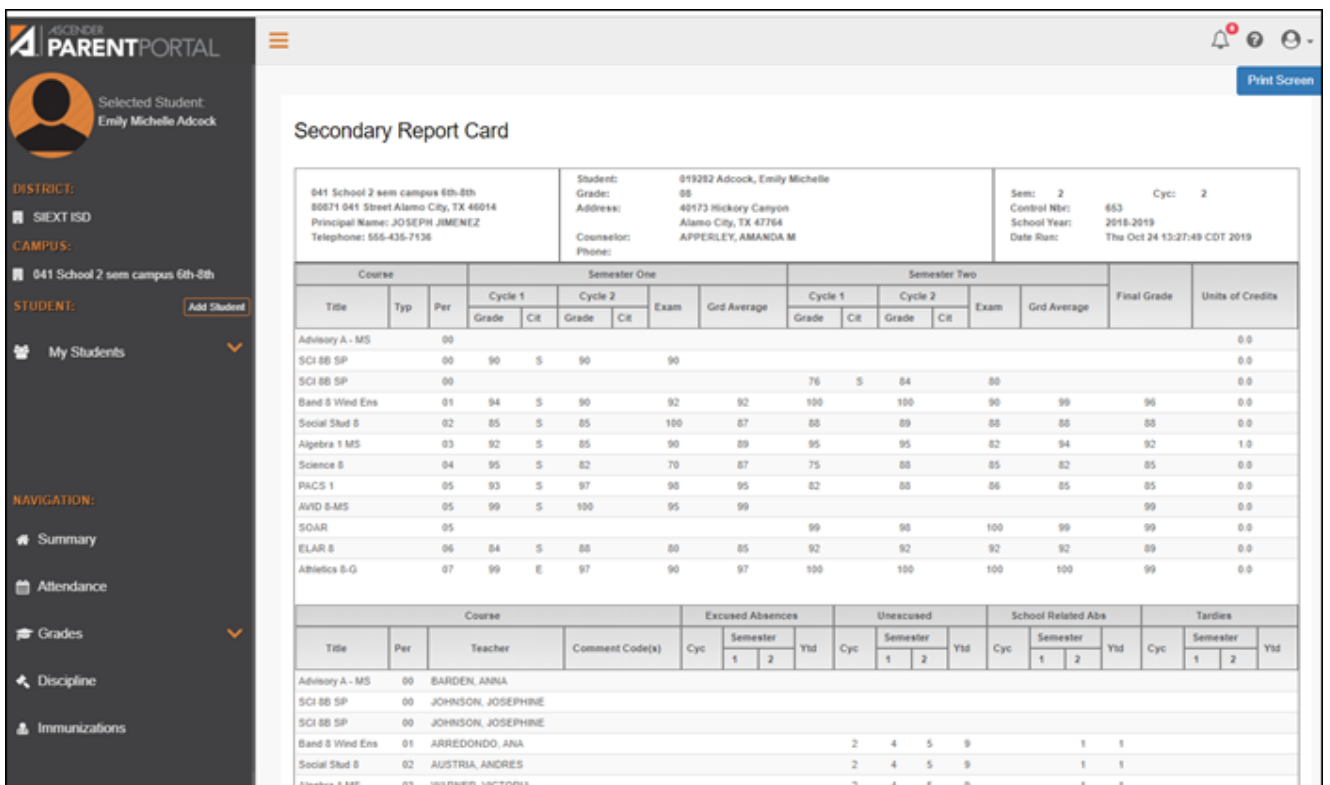 ASCENDER
PARENTPORTAL
Print Screen
Selected Student:
Emily Michelle Adcock
DISTRICT:
SIEXT ISD
CAMPUS:
041 School 2 sem campus 6th-8th
STUDENT: Add Student
My Students
NAVIGATION:
Summary
Attendance
Grades
Discipline
Immunizations
Secondary Report Card
041 School 2 sem campus 6th-8th
80071 041 Street Alamo City, TX 46014
Principal Name: JOSEPH JIMENEZ
Telephone: 555-435-7136
Student: 019282 Adcock, Emily Michelle
Grade: 08
Address: 40173 Hickory Canyon
Alamo City, TX 47764
Counselor: APPERLEY, AMANDA M
Phone:
Sem: 2 Cyc: 2
Control Nbr: 653
School Year: 2018-2019
Date Run: Thu Oct 24 13:27:49 CDT 2019
Course Semester One Semester Two Final Grade Units of Credits
Title Typ Per Cycle 1 Cycle 2 Exam Grd Average Cycle 1 Cycle 2 Exam Grd Average
Grade Cit Grade Cit Grade Cit Grade Cit
Advisory A - MS 00 0.0
SCI 8B SP 00 90 S 90 90 0.0
SCI 8B SP 00 76 S 84 80 0.0
Band 8 Wind Ens 01 94 S 90 92 92 100 100 90 99 96 0.0
Social Stud 8 02 85 S 85 100 87 88 89 88 88 88 0.0
Algebra 1 MS 03 92 S 85 90 89 95 95 82 94 92 1.0
Science 8 04 95 S 82 70 87 75 88 85 82 85 0.0
PACS 1 05 93 S 97 98 95 82 88 86 85 85 0.0
AVID 8-MS 05 99 S 100 95 99 99 0.0
SOAR 05 99 98 100 99 99 0.0
ELAR 8 06 84 S 88 80 85 92 92 92 92 89 0.0
Athletics 8-G 07 99 E 97 90 97 100 100 100 100 99 0.0
Course Excused Absences Unexcused School Related Abs Tardies
Title Per Teacher Comment Code(s) Cyc Semester Ytd Cyc Semester Ytd Cyc Semester Ytd Cyc Semester Ytd
1 2 1 2 1 2 1 2
Advisory A - MS 00 BARDEN, ANNA
SCI 8B SP 00 JOHNSON, JOSEPHINE
SCI 8B SP 00 JOHNSON, JOSEPHINE
Band 8 Wind Ens 01 ARREDONDO, ANA 2 4 5 9 1 1
Social Stud 8 02 AUSTRIA, ANDRES 2 4 5 9 1 1